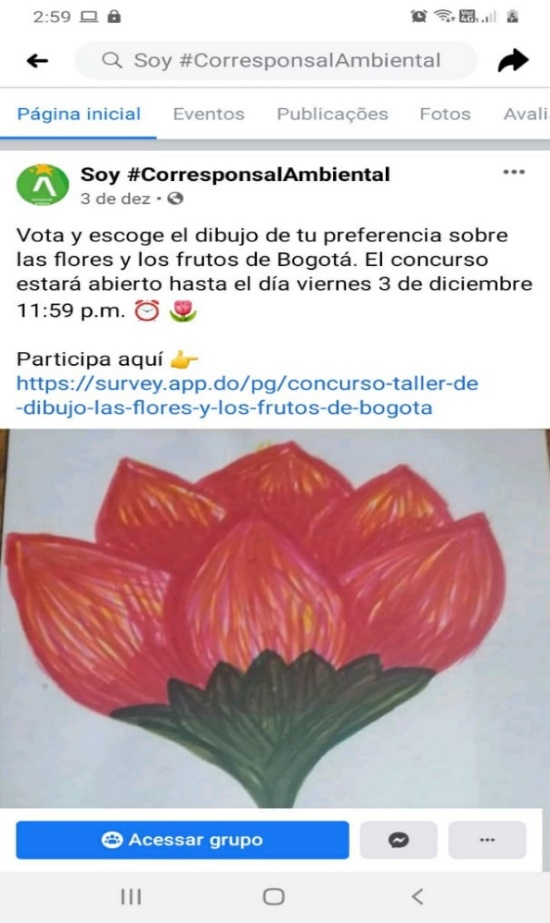 2:59
Soy #CorresponsalAmbiental
Página inicial Eventos Publicações Fotos Avali
Soy #CorresponsalAmbiental
3 de dez
Vota y escoge el dibujo de tu preferencia sobre
las flores y los frutos de Bogotá. El concurso
estará abierto hasta el día viernes 3 de diciembre
11:59 p.m.
Participa aquí
https://survey.app.do/pg/concurso-taller-de
-dibujo-las-flores-y-los-frutos-de-bogota
Acessar grupo